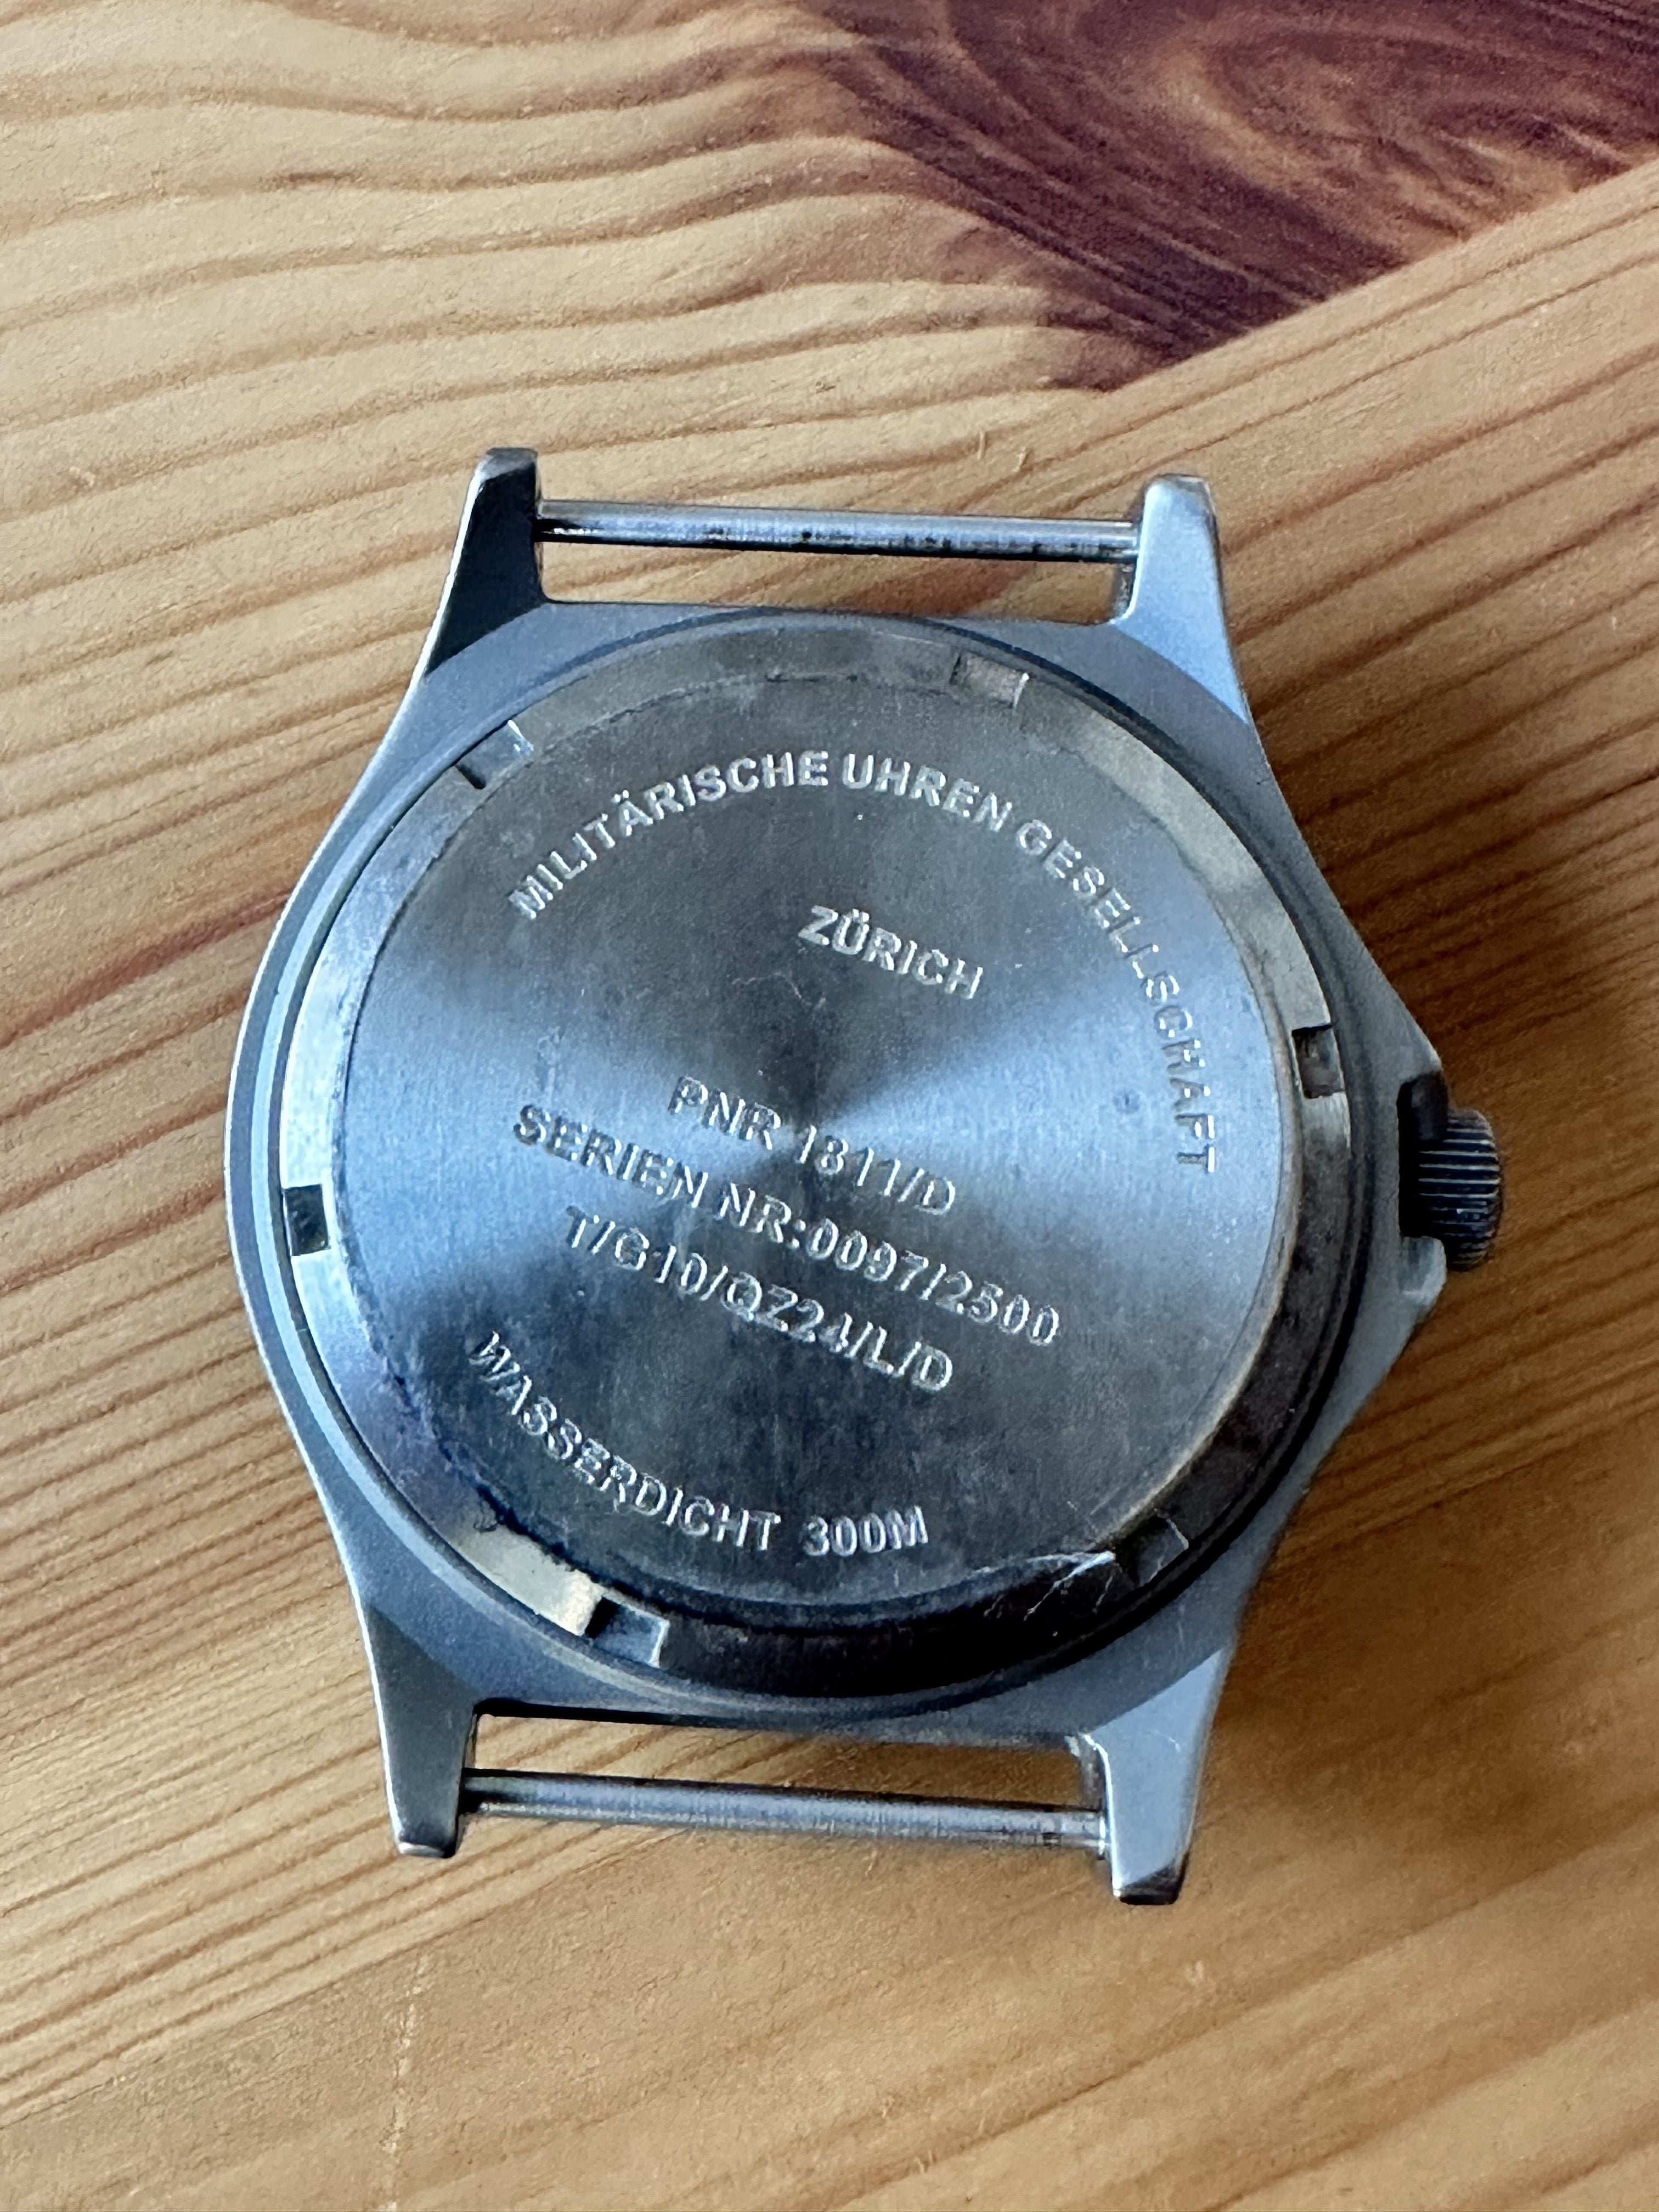 MILITÄRISCHE UHREN GESELLSCHAFT
ZÜRICH
PNR 1811/D
SERIEN NR:0097/2500
T/G10/QZ24/L/D
WASSERDICHT 300M